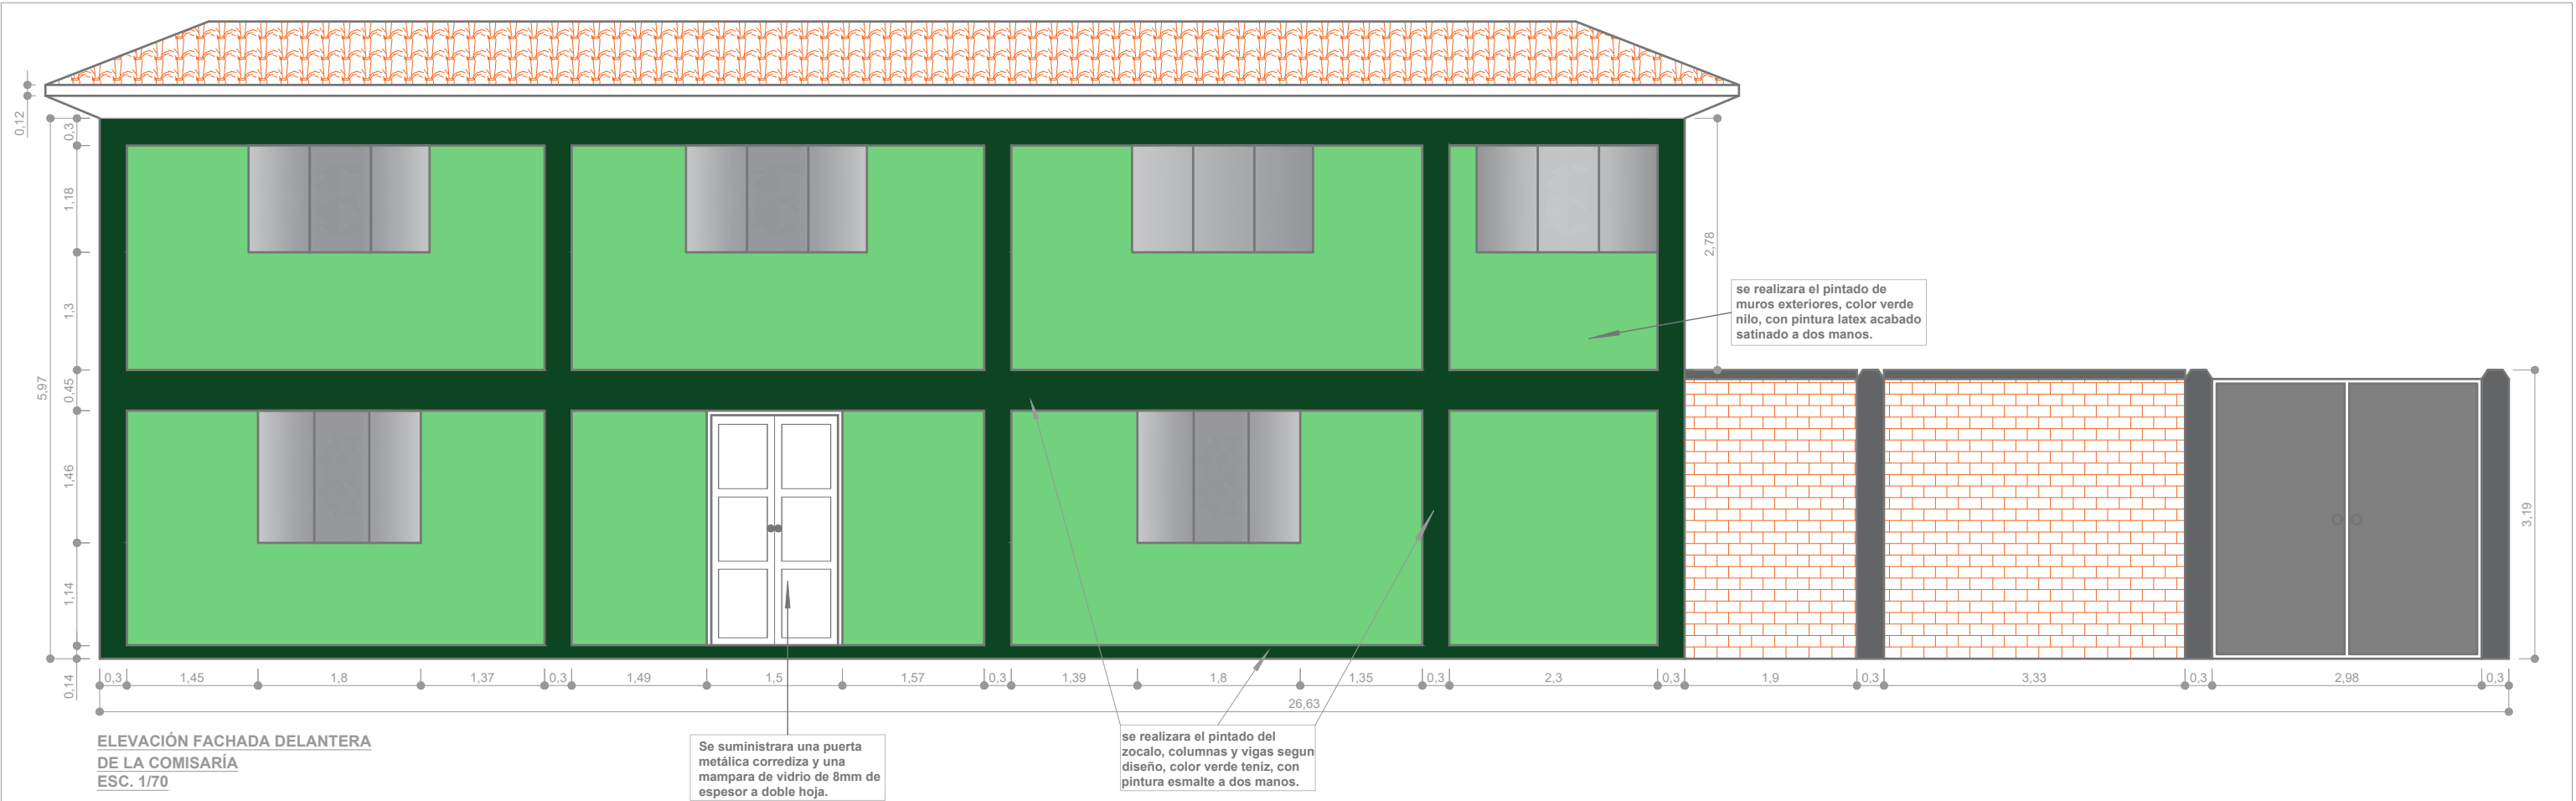 0,12
0,3
1,18
1,3
0,45
1,46
1,14
0,14
5,97
2,78
se realizara el pintado de
muros exteriores, color verde
nilo, con pintura latex acabado
satinado a dos manos.
3,19
0,3
1,45
1,8
1,37
0,3
1,49
1,5
1,57
0,3
1,39
1,8
1,35
0,3
2,3
0,3
1,9
0,3
3,33
0,3
2,98
0,3
26,63
ELEVACIÓN FACHADA DELANTERA
DE LA COMISARÍA
ESC. 1/70
Se suministrara una puerta
metálica corrediza y una
mampara de vidrio de 8mm de
espesor a doble hoja.
se realizara el pintado del
zocalo, columnas y vigas segun
diseño, color verde teniz, con
pintura esmalte a dos manos.